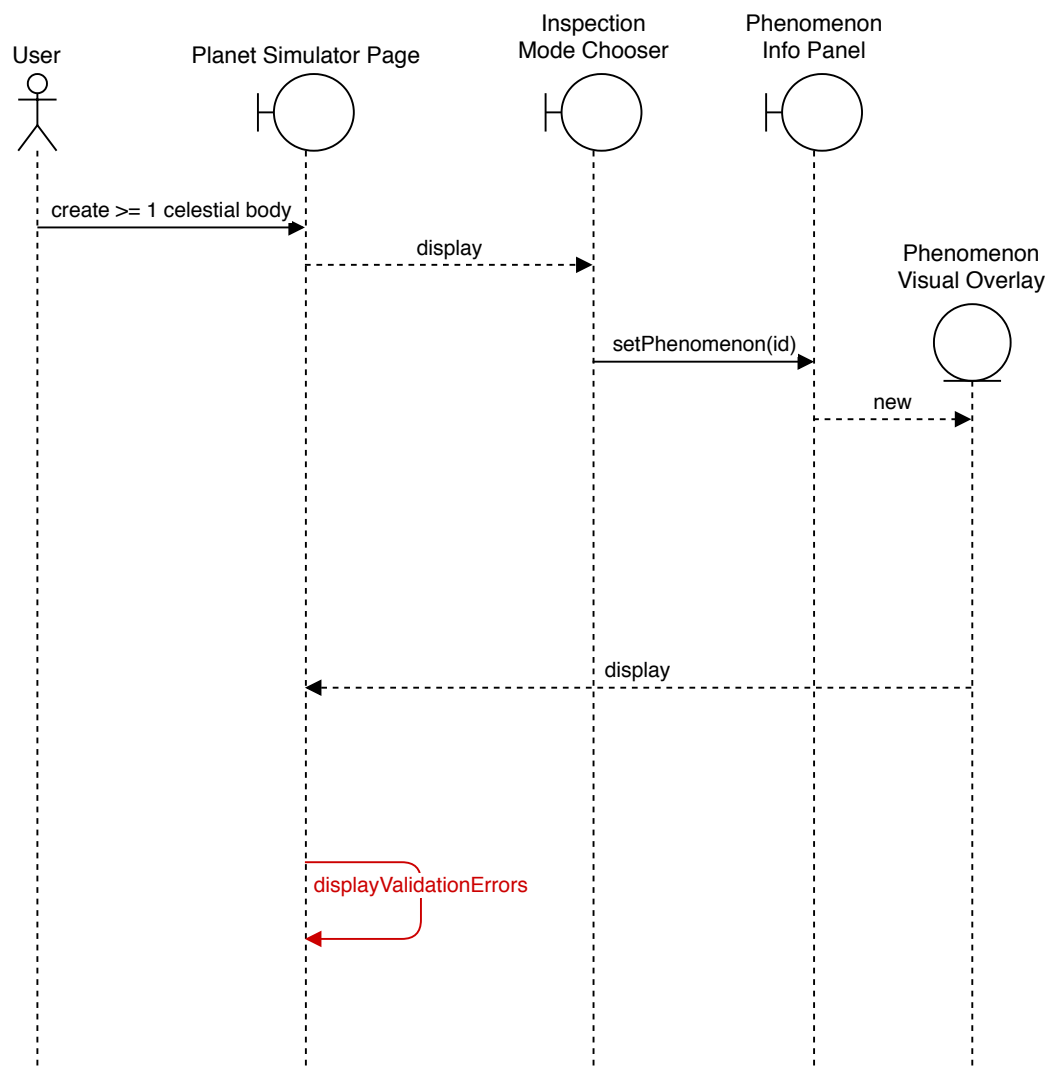 User
Planet Simulator Page
Inspection
Mode Chooser
Phenomenon
Info Panel
create >= 1 celestial body
display
Phenomenon
Visual Overlay
setPhenomenon(id)
new
display
displayValidationErrors